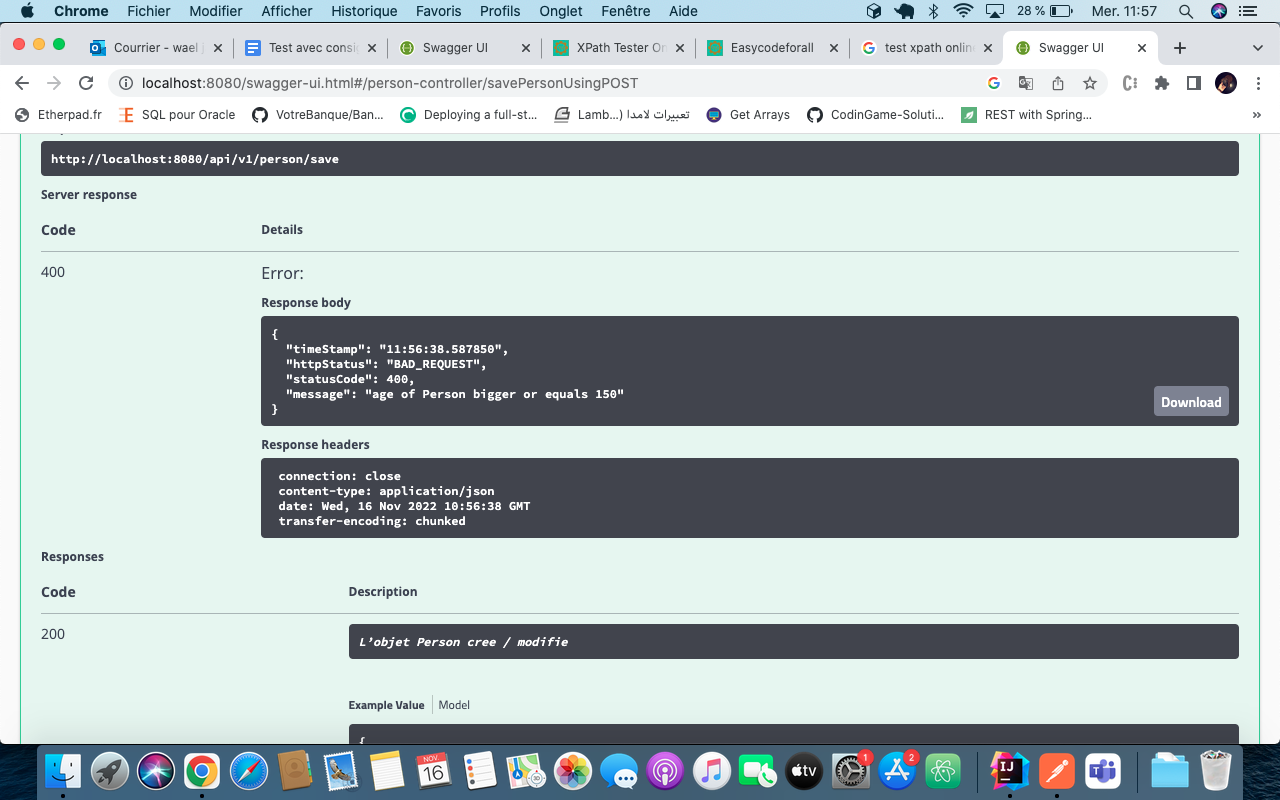 Chrome Fichier Modifier Afficher Historique Favoris Profils Onglet Fenêtre Aide 28 % Mer. 11:57
Courrier – wael j Test avec consig Swagger UI XPath Tester On Easycodeforall test xpath online Swagger UI
localhost:8080/swagger-ui.html#/person-controller/savePersonUsingPOST
Etherpad.fr SQL pour Oracle VotreBanque/Ban... Deploying a full-st... Lamb...) تعبيرات لامدا Get Arrays CodinGame-Soluti... REST with Spring... »
http://localhost:8080/api/v1/person/save
Server response
Code Details
400 Error:
Response body
{
"timeStamp": "11:56:38.587850",
"httpStatus": "BAD_REQUEST",
"statusCode": 400,
"message": "age of Person bigger or equals 150"
}
Download
Response headers
connection: close
content-type: application/json
date: Wed, 16 Nov 2022 10:56:38 GMT
transfer-encoding: chunked
Responses
Code Description
200 L'objet Person cree / modifie
Example Value Model
{
NOV
16 tv 1 2 IJ